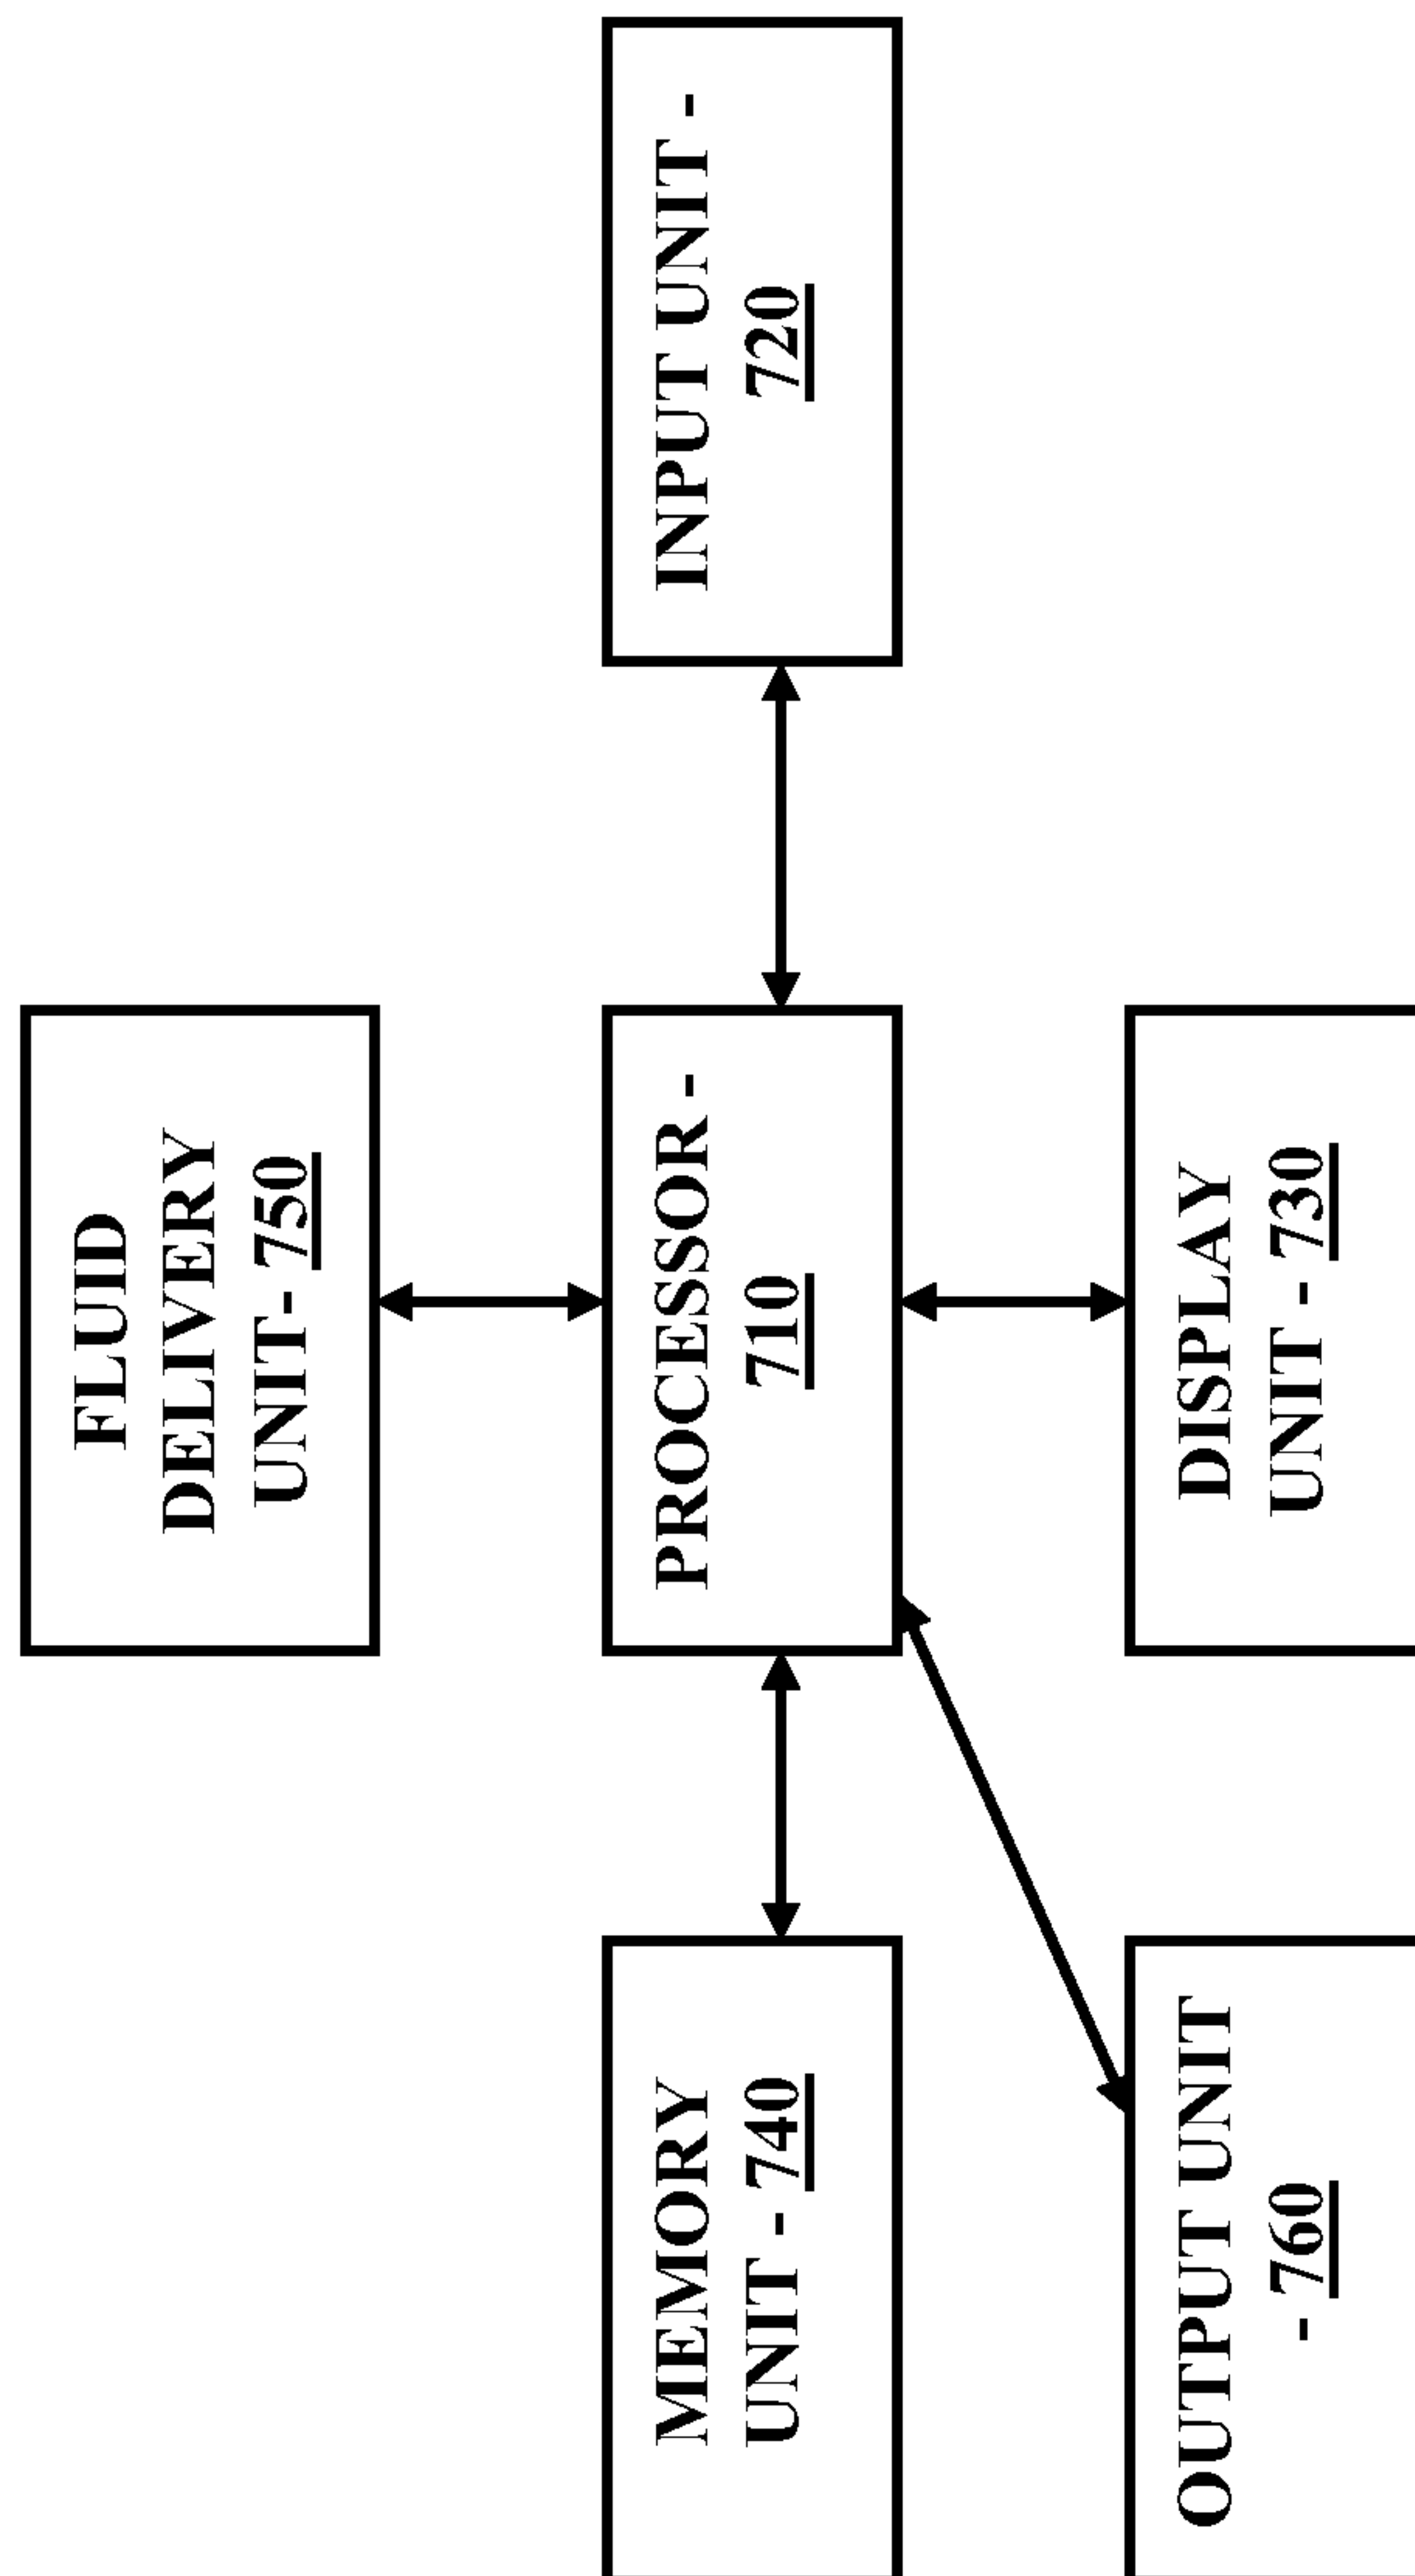 FLUID
DELIVERY
UNIT- 750
MEMORY
UNIT - 740
PROCESSOR -
710
INPUT UNIT -
720
OUTPUT UNIT
- 760
DISPLAY
UNIT - 730